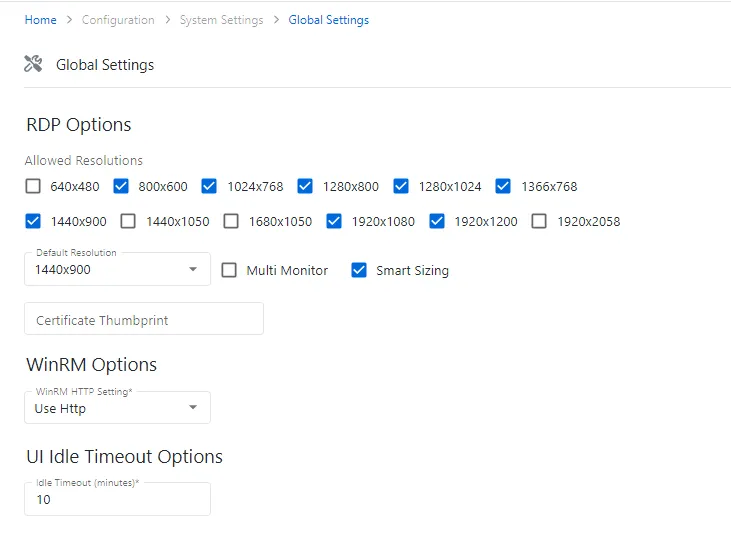 Home > Configuration > System Settings > Global Settings
Global Settings
RDP Options
Allowed Resolutions
640x480 800x600 1024x768 1280x800 1280x1024 1366x768
1440x900 1440x1050 1680x1050 1920x1080 1920x1200 1920x2058
Default Resolution
1440x900 Multi Monitor Smart Sizing
Certificate Thumbprint
WinRM Options
WinRM HTTP Setting*
Use Http
UI Idle Timeout Options
Idle Timeout (minutes)*
10